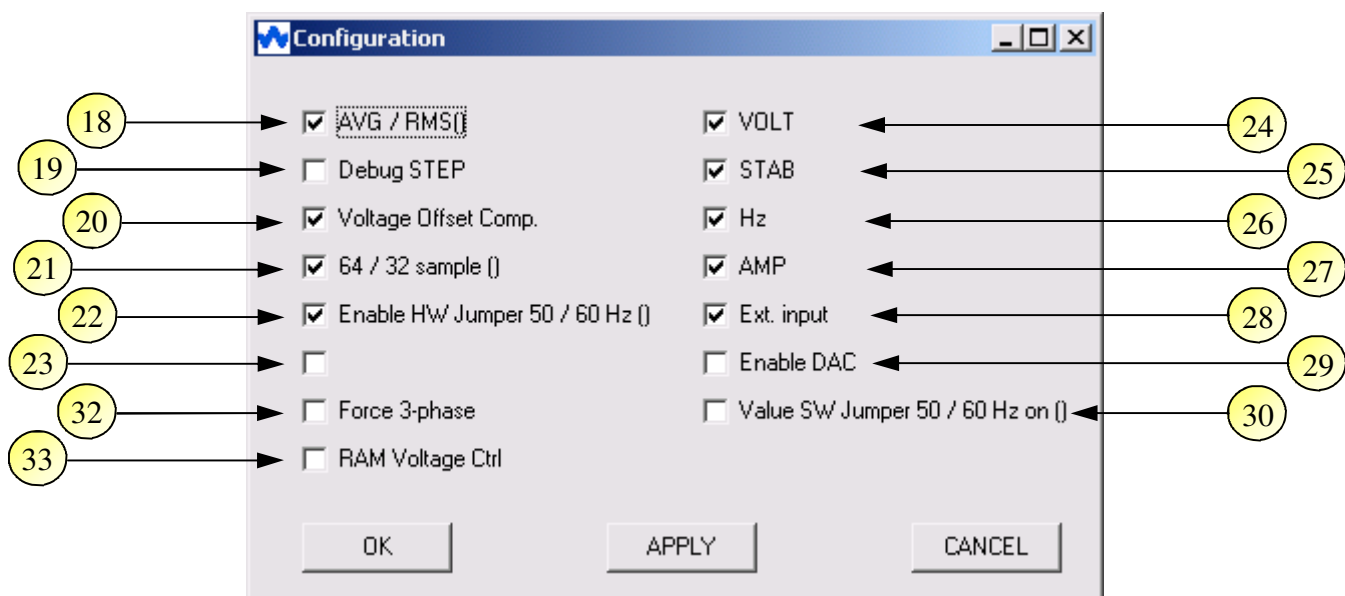 Configuration
18 AVG / RMS() VOLT 24
19 Debug STEP STAB 25
20 Voltage Offset Comp. Hz 26
21 64 / 32 sample () AMP 27
22 Enable HW Jumper 50 / 60 Hz () Ext. input 28
23 Enable DAC 29
32 Force 3-phase Value SW Jumper 50 / 60 Hz on () 30
33 RAM Voltage Ctrl
OK APPLY CANCEL